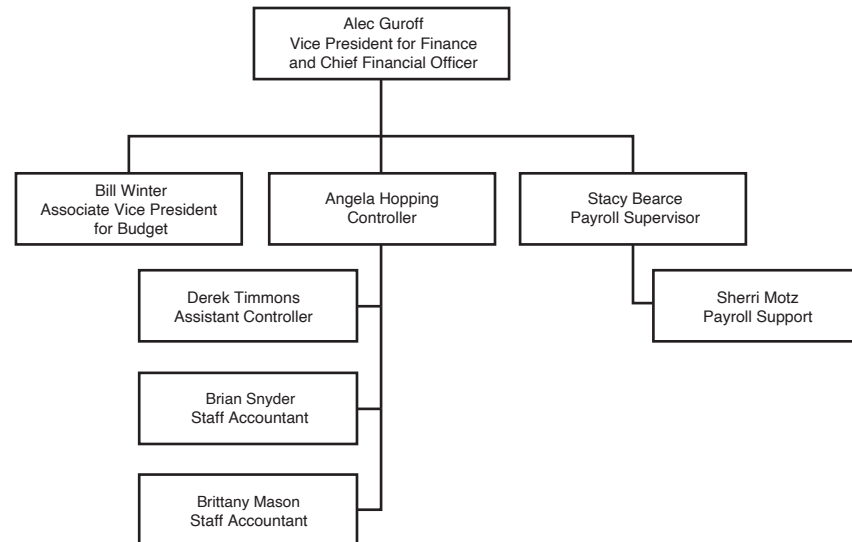 Alec Guroff
Vice President for Finance
and Chief Financial Officer
Bill Winter
Associate Vice President
for Budget
Angela Hopping
Controller
Stacy Bearce
Payroll Supervisor
Derek Timmons
Assistant Controller
Sherri Motz
Payroll Support
Brian Snyder
Staff Accountant
Brittany Mason
Staff Accountant